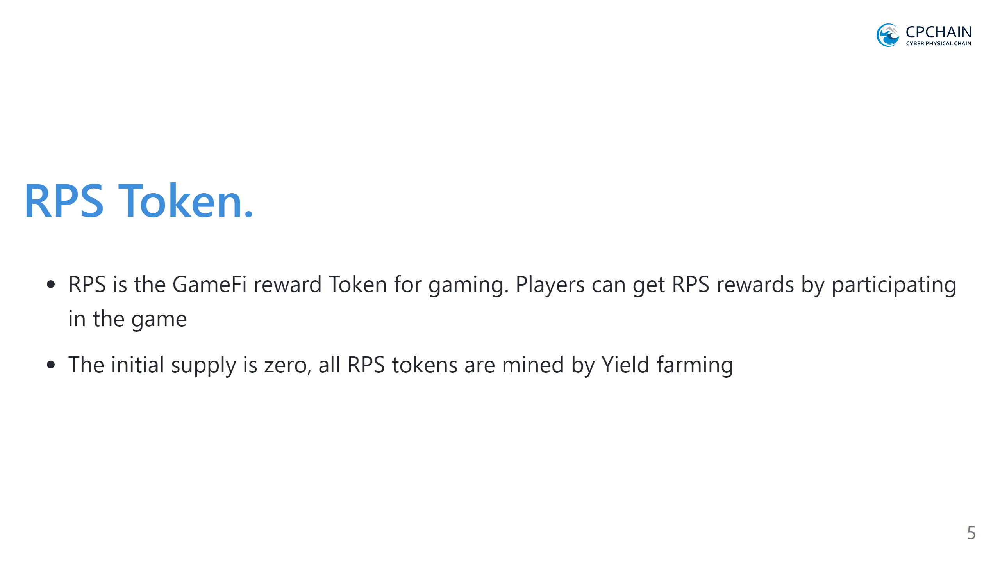 CPCHAIN
CYBER PHYSICAL CHAIN
RPS Token.
• RPS is the GameFi reward Token for gaming. Players can get RPS rewards by participating
in the game
• The initial supply is zero, all RPS tokens are mined by Yield farming
5